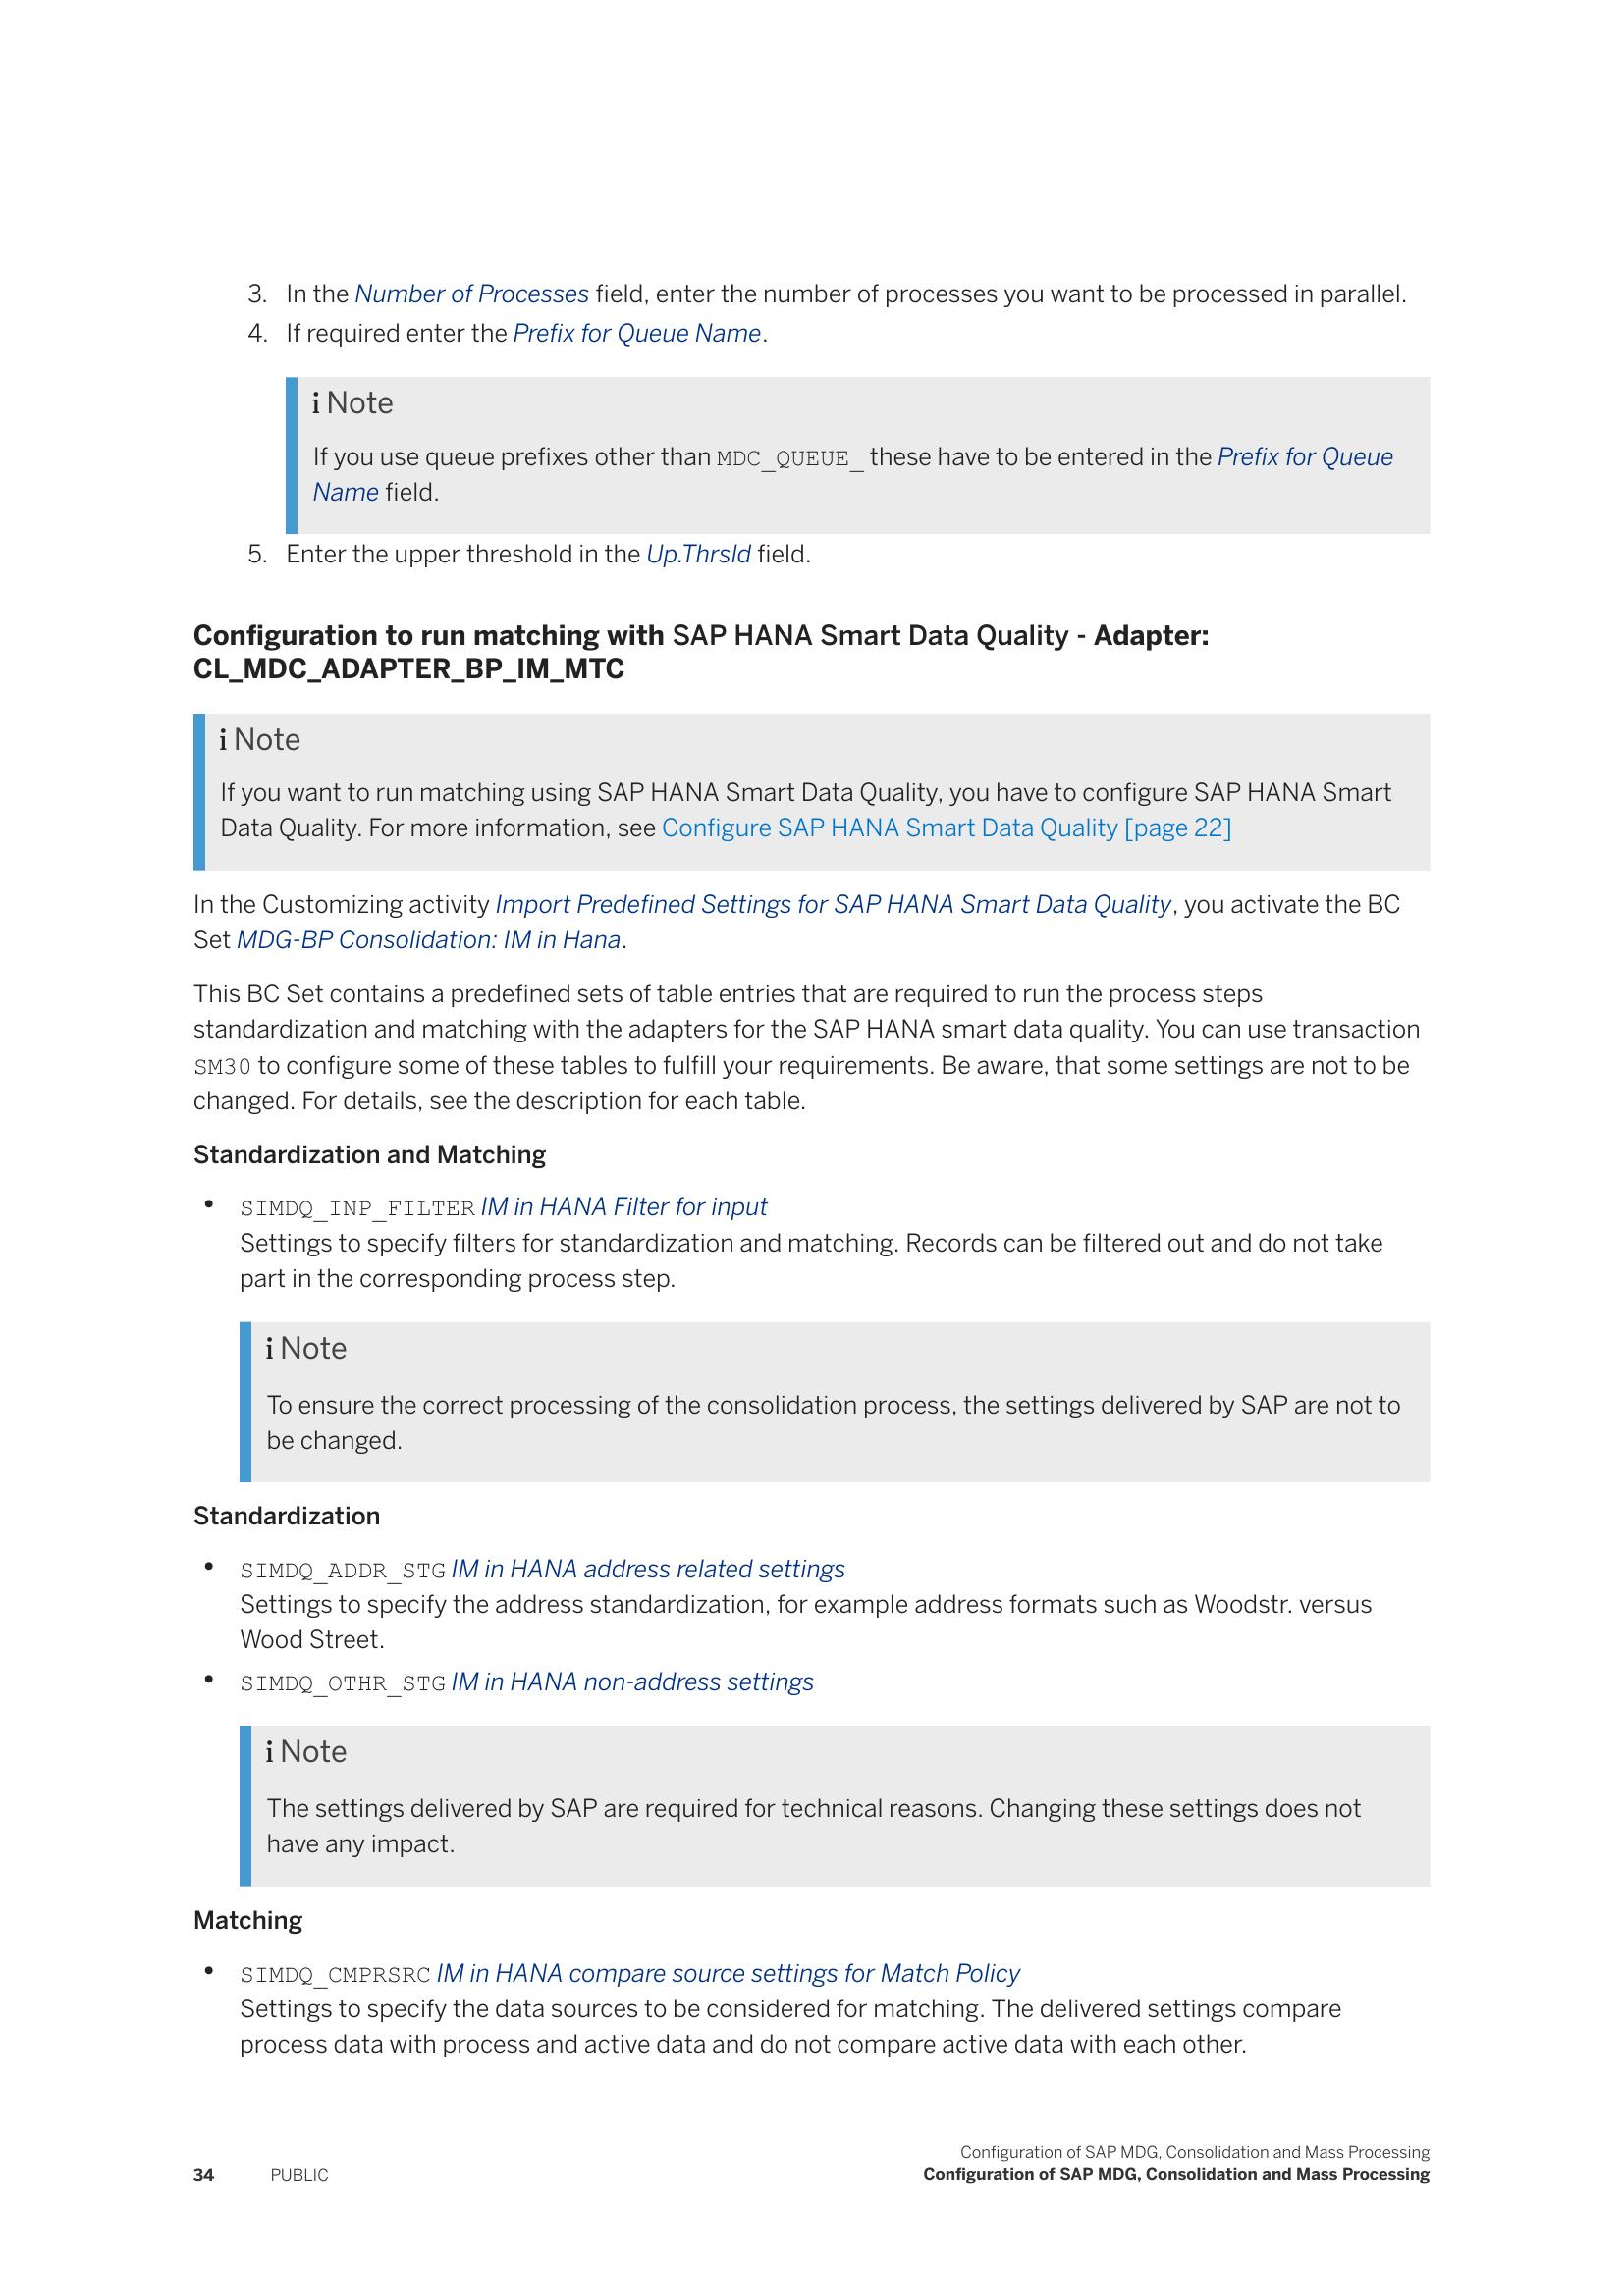 3. In the Number of Processes field, enter the number of processes you want to be processed in parallel.
4. If required enter the Prefix for Queue Name.
i Note
If you use queue prefixes other than MDC_QUEUE_ these have to be entered in the Prefix for Queue
Name field.
5. Enter the upper threshold in the Up.Thrsld field.
Configuration to run matching with SAP HANA Smart Data Quality - Adapter:
CL_MDC_ADAPTER_BP_IM_MTC
i Note
If you want to run matching using SAP HANA Smart Data Quality, you have to configure SAP HANA Smart
Data Quality. For more information, see Configure SAP HANA Smart Data Quality [page 22]
In the Customizing activity Import Predefined Settings for SAP HANA Smart Data Quality, you activate the BC
Set MDG-BP Consolidation: IM in Hana.
This BC Set contains a predefined sets of table entries that are required to run the process steps
standardization and matching with the adapters for the SAP HANA smart data quality. You can use transaction
SM30 to configure some of these tables to fulfill your requirements. Be aware, that some settings are not to be
changed. For details, see the description for each table.
Standardization and Matching
• SIMDQ_INP_FILTER IM in HANA Filter for input
Settings to specify filters for standardization and matching. Records can be filtered out and do not take
part in the corresponding process step.
i Note
To ensure the correct processing of the consolidation process, the settings delivered by SAP are not to
be changed.
Standardization
• SIMDQ_ADDR_STG IM in HANA address related settings
Settings to specify the address standardization, for example address formats such as Woodstr. versus
Wood Street.
• SIMDQ_OTHR_STG IM in HANA non-address settings
i Note
The settings delivered by SAP are required for technical reasons. Changing these settings does not
have any impact.
Matching
• SIMDQ_CMPRSRC IM in HANA compare source settings for Match Policy
Settings to specify the data sources to be considered for matching. The delivered settings compare
process data with process and active data and do not compare active data with each other.
Configuration of SAP MDG, Consolidation and Mass Processing
34 PUBLIC Configuration of SAP MDG, Consolidation and Mass Processing